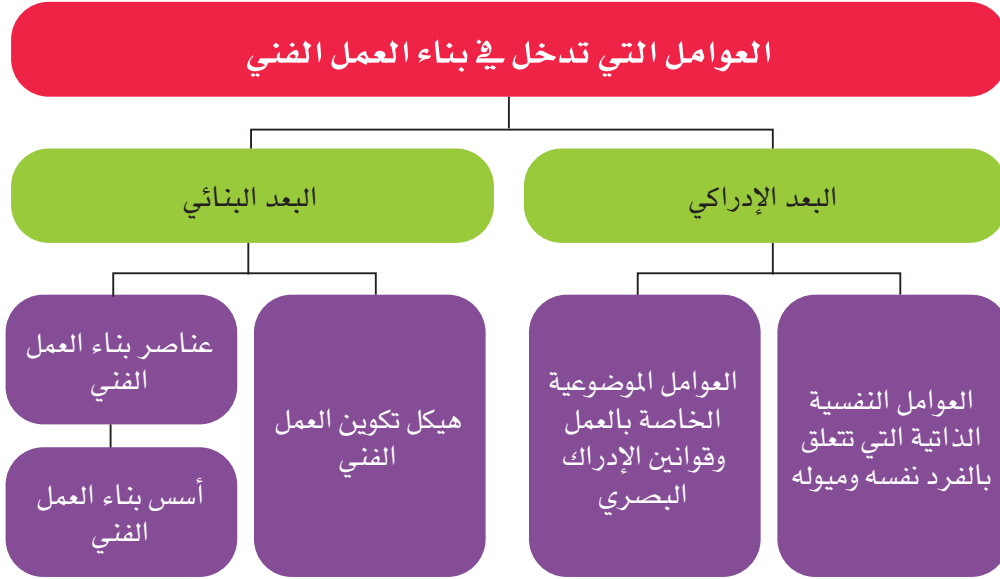 العوامل التي تدخل في بناء العمل الفني
البعد الإدراكي
البعد البنائي
العوامل النفسية
الذاتية التي تتعلق
بالفرد نفسه وميوله
العوامل الموضوعية
الخاصة بالعمل
وقوانين الإدراك
البصري
هيكل تكوين العمل
الفني
عناصر بناء العمل
الفني
أسس بناء العمل
الفني